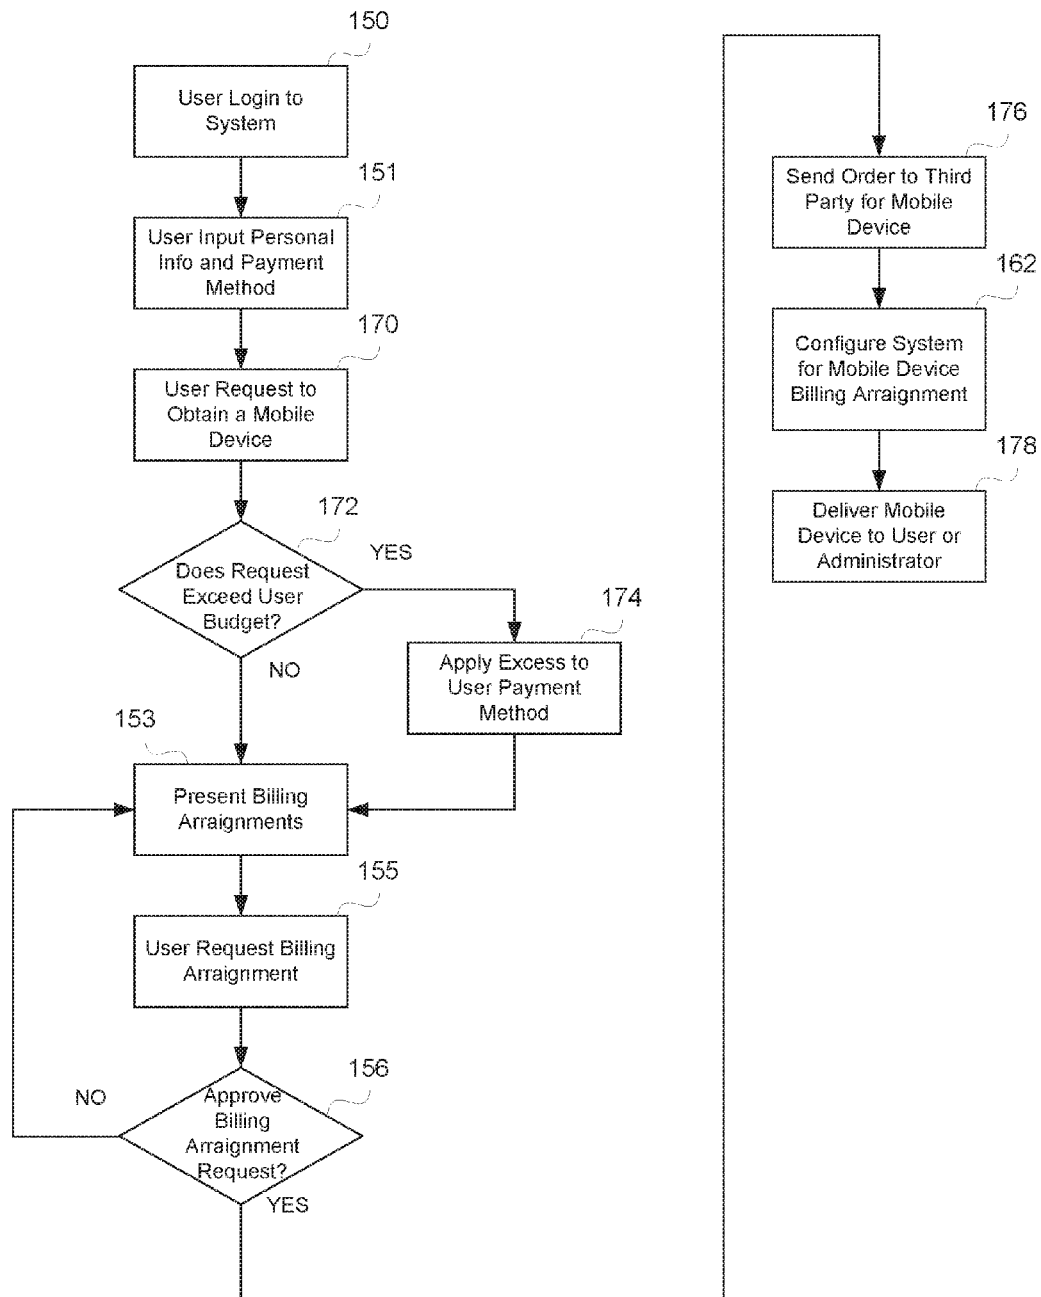 150
User Login to
System
151
User Input Personal
Info and Payment
Method
170
User Request to
Obtain a Mobile
Device
172
Does Request
Exceed User
Budget?
YES
NO
174
Apply Excess to
User Payment
Method
153
Present Billing
Arraignments
155
User Request Billing
Arraignment
156
Approve
Billing
Arraignment
Request?
NO
YES
176
Send Order to Third
Party for Mobile
Device
162
Configure System
for Mobile Device
Billing Arraignment
178
Deliver Mobile
Device to User or
Administrator